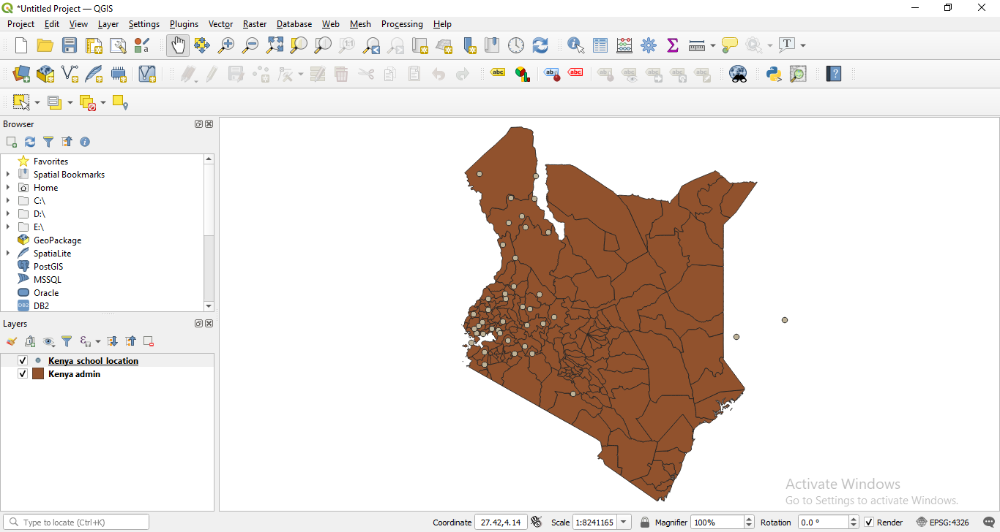 *Untitled Project — QGIS
Project Edit View Layer Settings Plugins Vector Raster Database Web Mesh Processing Help
Browser
Favorites
Spatial Bookmarks
Home
C:\
D:\
E:\
GeoPackage
SpatiaLite
PostGIS
MSSQL
Oracle
DB2
Layers
Kenya school location
Kenya admin
Activate Windows
Go to Settings to activate Windows.
Type to locate (Ctrl+K) Coordinate 27.42,4.14 Scale 1:8241165 Magnifier 100% Rotation 0.0 ° Render EPSG:4326